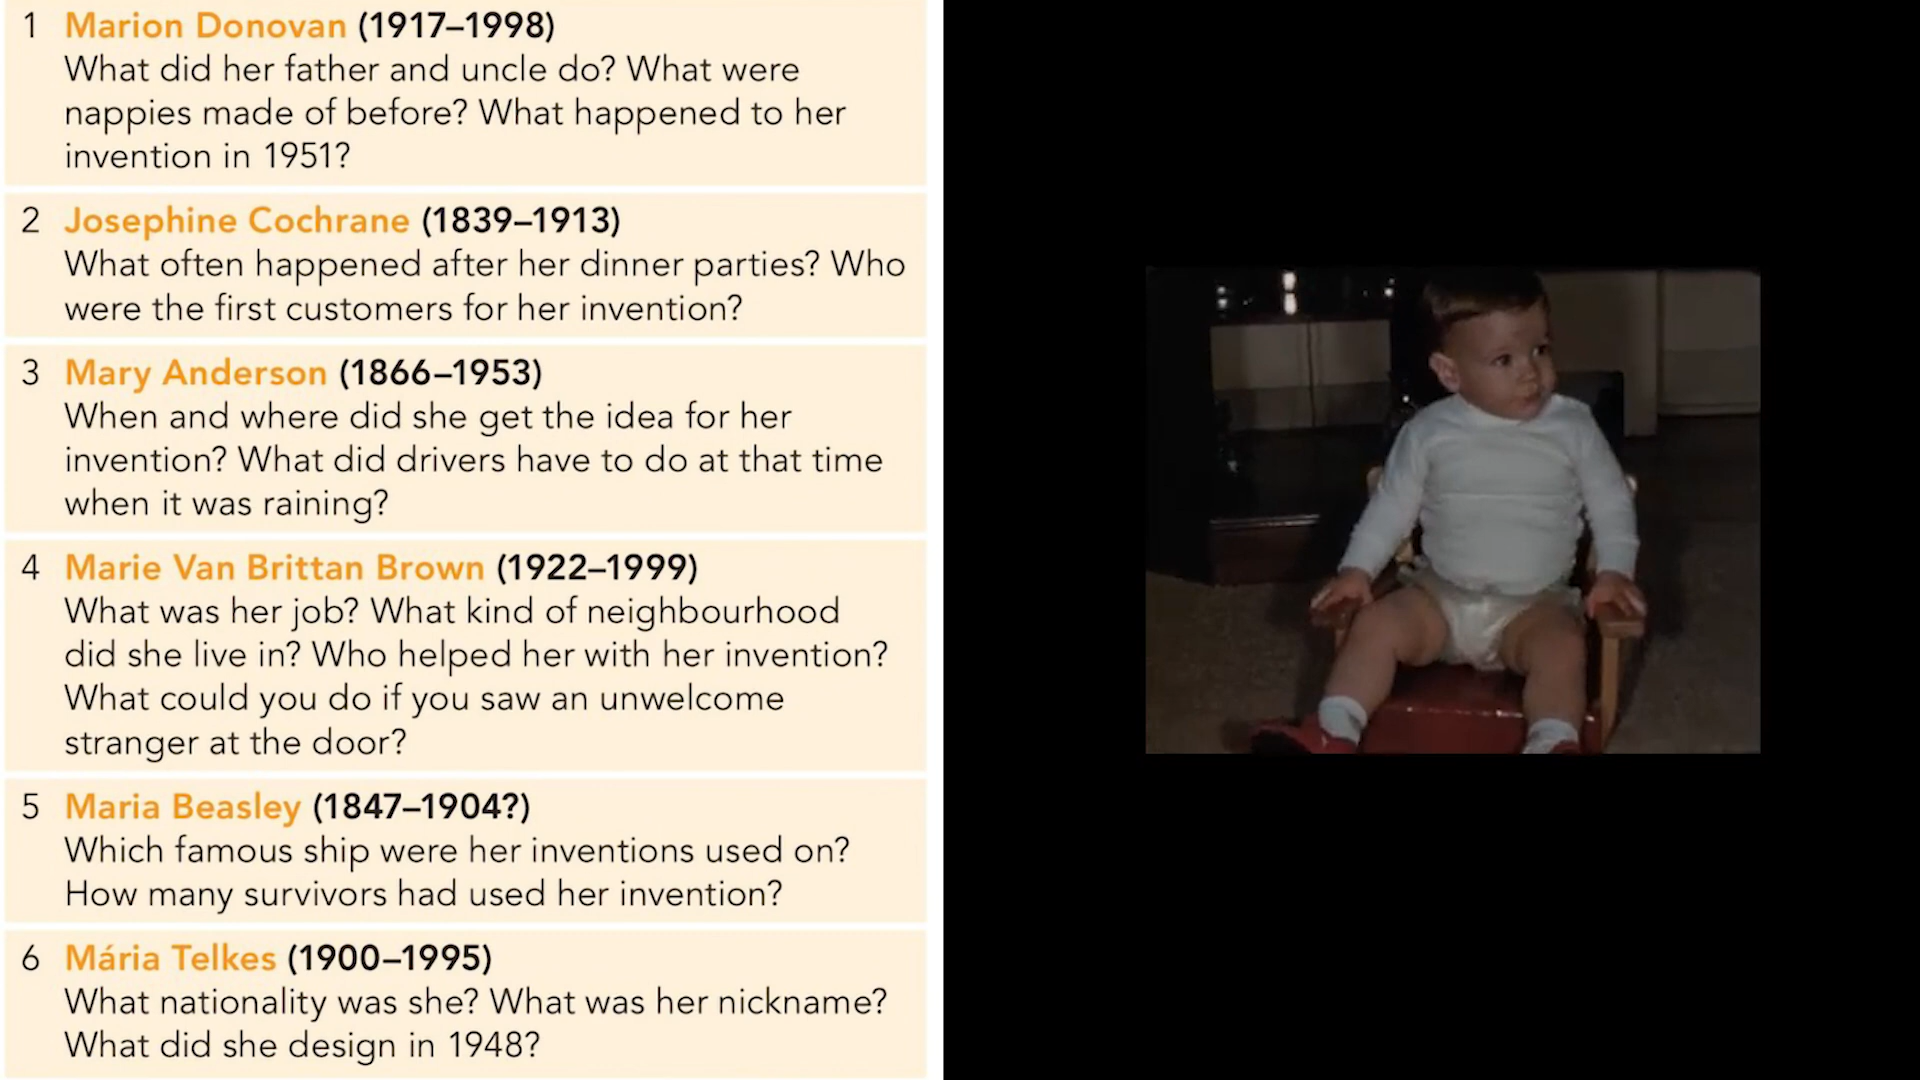 1 Marion Donovan (1917–1998)
What did her father and uncle do? What were
nappies made of before? What happened to her
invention in 1951?
2 Josephine Cochrane (1839–1913)
What often happened after her dinner parties? Who
were the first customers for her invention?
3 Mary Anderson (1866–1953)
When and where did she get the idea for her
invention? What did drivers have to do at that time
when it was raining?
4 Marie Van Brittan Brown (1922–1999)
What was her job? What kind of neighbourhood
did she live in? Who helped her with her invention?
What could you do if you saw an unwelcome
stranger at the door?
5 Maria Beasley (1847–1904?)
Which famous ship were her inventions used on?
How many survivors had used her invention?
6 Mária Telkes (1900–1995)
What nationality was she? What was her nickname?
What did she design in 1948?